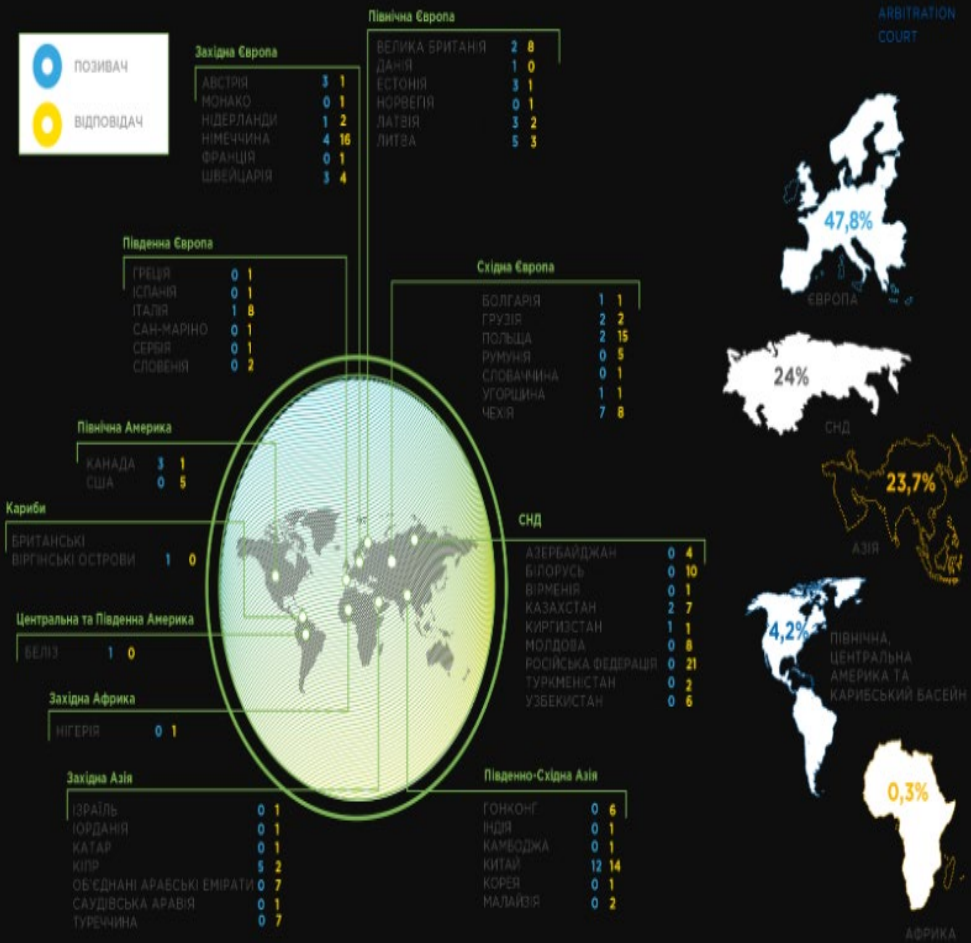 ARBITRATION
COURT
ПОЗИВАЧ
ВІДПОВІДАЧ
Західна Європа
АВСТРІЯ 3 1
МОНАКО 0 1
НІДЕРЛАНДИ 1 2
НІМЕЧЧИНА 4 16
ФРАНЦІЯ 0 1
ШВЕЙЦАРІЯ 3 4
Північна Європа
ВЕЛИКА БРИТАНІЯ 2 8
ДАНІЯ 1 0
ЕСТОНІЯ 3 1
НОРВЕГІЯ 0 1
ЛАТВІЯ 3 2
ЛИТВА 5 3
Південна Європа
ГРЕЦІЯ 0 1
ІСПАНІЯ 0 1
ІТАЛІЯ 1 8
САН-МАРІНО 0 1
СЕРБІЯ 0 1
СЛОВЕНІЯ 0 2
Східна Європа
БОЛГАРІЯ 1 1
ГРУЗІЯ 2 2
ПОЛЬЩА 2 15
РУМУНІЯ 0 5
СЛОВАЧЧИНА 0 1
УГОРЩИНА 1 1
ЧЕХІЯ 7 8
Північна Америка
КАНАДА 3 1
США 0 5
Кариби
БРИТАНСЬКІ
ВІРГІНСЬКІ ОСТРОВИ 1 0
Центральна та Південна Америка
БЕЛІЗ 1 0
Західна Африка
НІГЕРІЯ 0 1
Західна Азія
ІЗРАЇЛЬ 0 1
ІОРДАНІЯ 0 1
КАТАР 0 1
КІПР 5 2
ОБ'ЄДНАНІ АРАБСЬКІ ЕМІРАТИ 0 7
САУДІВСЬКА АРАВІЯ 0 1
ТУРЕЧЧИНА 0 7
СНД
АЗЕРБАЙДЖАН 0 4
БІЛОРУСЬ 0 10
ВІРМЕНІЯ 0 1
КАЗАХСТАН 2 7
КИРГИЗСТАН 1 1
МОЛДОВА 0 8
РОСІЙСЬКА ФЕДЕРАЦІЯ 0 21
ТУРКМЕНІСТАН 0 2
УЗБЕКИСТАН 0 6
Південно-Східна Азія
ГОНКОНГ 0 6
ІНДІЯ 0 1
КАМБОДЖА 0 1
КИТАЙ 12 14
КОРЕЯ 0 1
МАЛАЙЗІЯ 0 2
47,8%
ЄВРОПА
24%
СНД
23,7%
АЗІЯ
4,2%
ПІВНІЧНА,
ЦЕНТРАЛЬНА
АМЕРИКА ТА
КАРИБСЬКИЙ БАСЕЙН
0,3%
АФРИКА